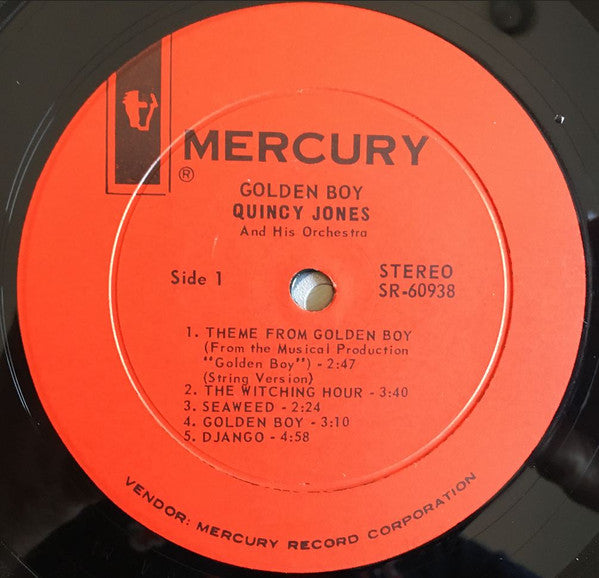 MERCURY
®
GOLDEN BOY
QUINCY JONES
And His Orchestra
Side 1
STEREO
SR-60938
1. THEME FROM GOLDEN BOY
(From the Musical Production
"Golden Boy") - 2:47
(String Version)
2. THE WITCHING HOUR - 3:40
3. SEAWEED - 2:24
4. GOLDEN BOY - 3:10
5. DJANGO - 4:58
VENDOR: MERCURY RECORD CORPORATION